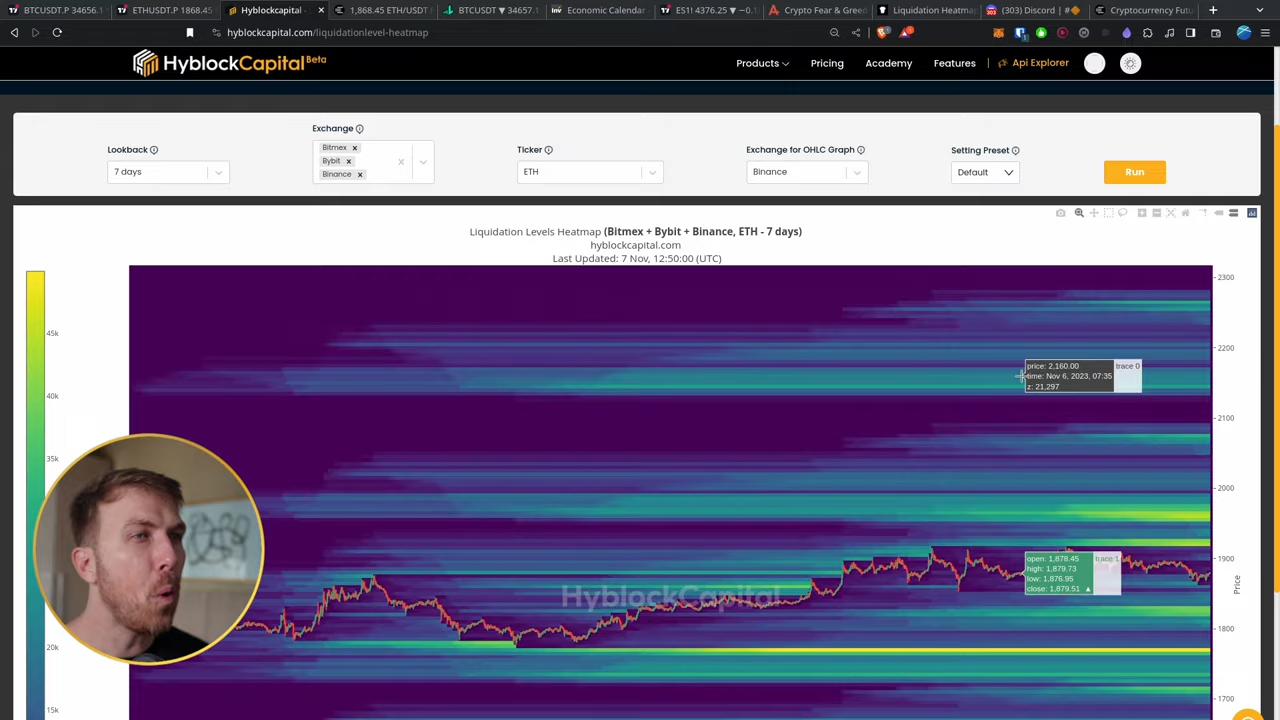 BTCUSDT.P 34656.1
ETHUSDT.P 1868.45
Hyblockcapital -
1,868.45 ETH/USDT
BTCUSDT ▼ 34657.1
Economic Calendar
ES1! 4376.25 ▼ −0.1
Crypto Fear & Greed
Liquidation Heatmap
(303) Discord | #
Cryptocurrency Futu
hyblockcapital.com/liquidationlevel-heatmap
HyblockCapital Beta
Products
Pricing
Academy
Features
Api Explorer
Lookback
7 days
Exchange
Bitmex x
Bybit x
Binance x
Ticker
ETH
Exchange for OHLC Graph
Binance
Setting Preset
Default
Run
Liquidation Levels Heatmap (Bitmex + Bybit + Binance, ETH - 7 days)
hyblockcapital.com
Last Updated: 7 Nov, 12:50:00 (UTC)
45k
40k
35k
20k
15k
2300
2200
2100
2000
1900
1800
1700
Price
price: 2,160.00
time: Nov 6, 2023, 07:35
z: 21,297
trace 0
open: 1,878.45
high: 1,879.73
low: 1,876.95
close: 1,879.51 ▲
trace 1
HyblockCapital